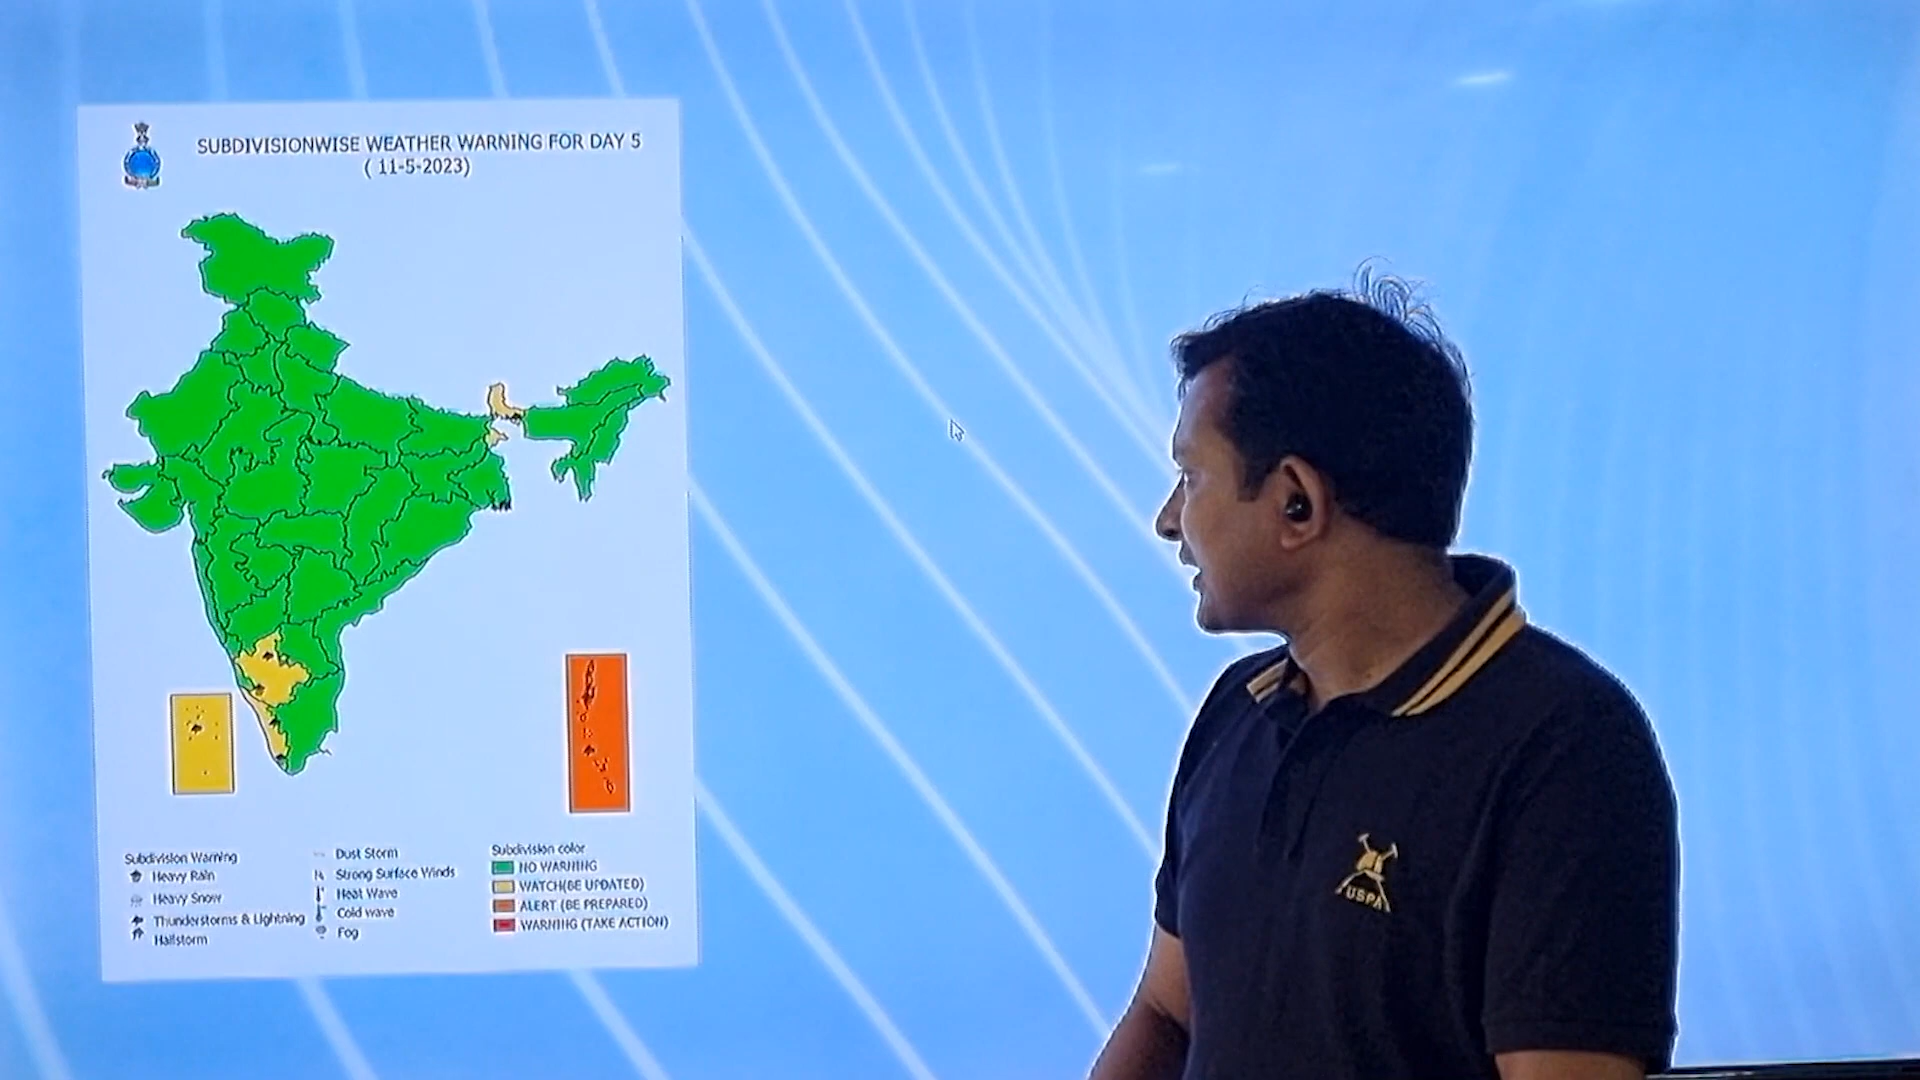 SUBDIVISIONWISE WEATHER WARNING FOR DAY 5
( 11-5-2023)
Subdivision Warning
Heavy Rain
Heavy Snow
Thunderstorms & Lightning
Hailstorm
Dust Storm
Strong Surface Winds
Heat Wave
Cold wave
Fog
Subdivision color
NO WARNING
WATCH(BE UPDATED)
ALERT (BE PREPARED)
WARNING (TAKE ACTION)
USPA